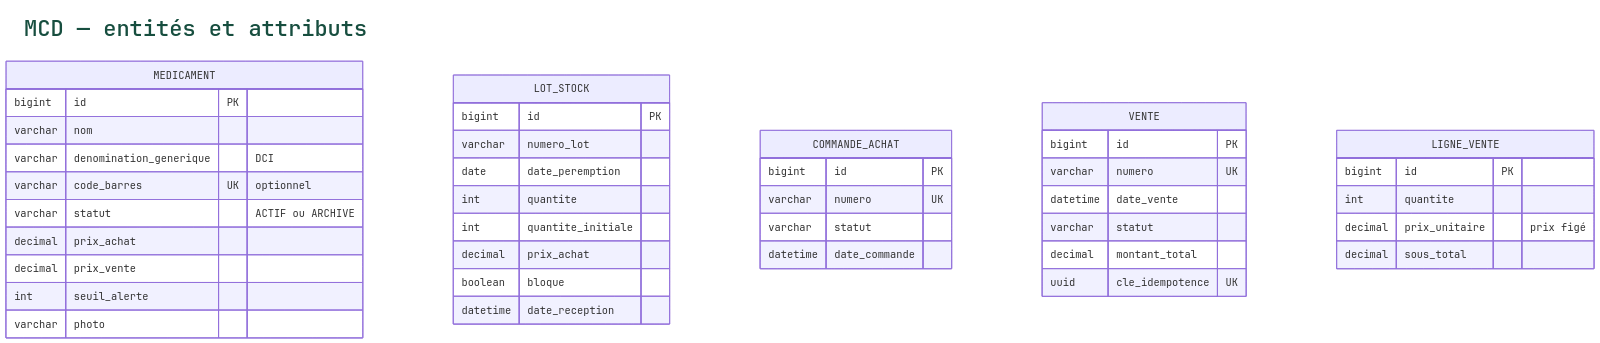 MCD — entités et attributs
MEDICAMENT
bigint id PK
varchar nom
varchar denomination_generique DCI
varchar code_barres UK optionnel
varchar statut ACTIF ou ARCHIVE
decimal prix_achat
decimal prix_vente
int seuil_alerte
varchar photo
LOT_STOCK
bigint id PK
varchar numero_lot
date date_peremption
int quantite
int quantite_initiale
decimal prix_achat
boolean bloque
datetime date_reception
COMMANDE_ACHAT
bigint id PK
varchar numero UK
varchar statut
datetime date_commande
VENTE
bigint id PK
varchar numero UK
datetime date_vente
varchar statut
decimal montant_total
uuid cle_idempotence UK
LIGNE_VENTE
bigint id PK
int quantite
decimal prix_unitaire prix figé
decimal sous_total